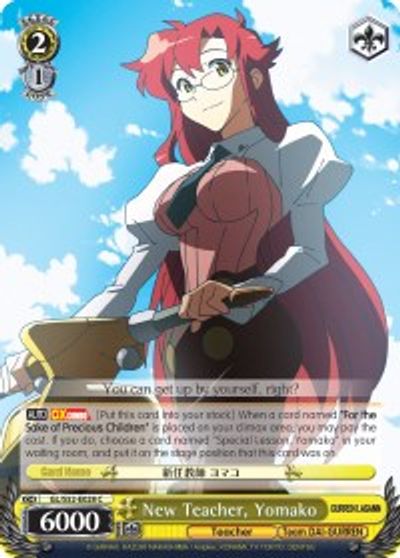 2
1
You can get up by yourself, right?
AUTO CX COMBO (Put this card into your stock) When a card named "For the
Sake of Precious Children" is placed on your climax area, you may pay the
cost. If you do, choose a card named "Special Lesson, Yomako" in your
waiting room, and put it on the stage position that this card was on.
Card Name 新任教師 ヨマコ
GL/S52-E028 C
New Teacher, Yomako
GURREN LAGANN
6000
Teacher
Team DAI-GURREN